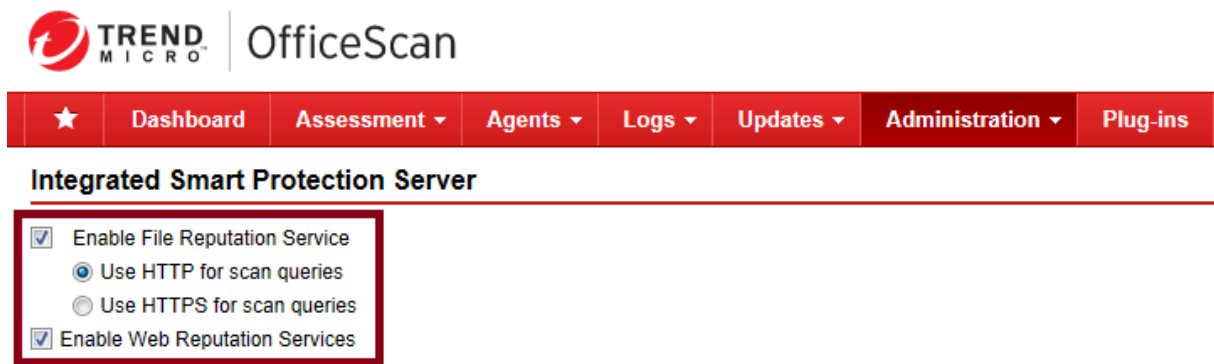 TREND MICRO™ OfficeScan
Dashboard Assessment Agents Logs Updates Administration Plug-ins
Integrated Smart Protection Server
Enable File Reputation Service
Use HTTP for scan queries
Use HTTPS for scan queries
Enable Web Reputation Services